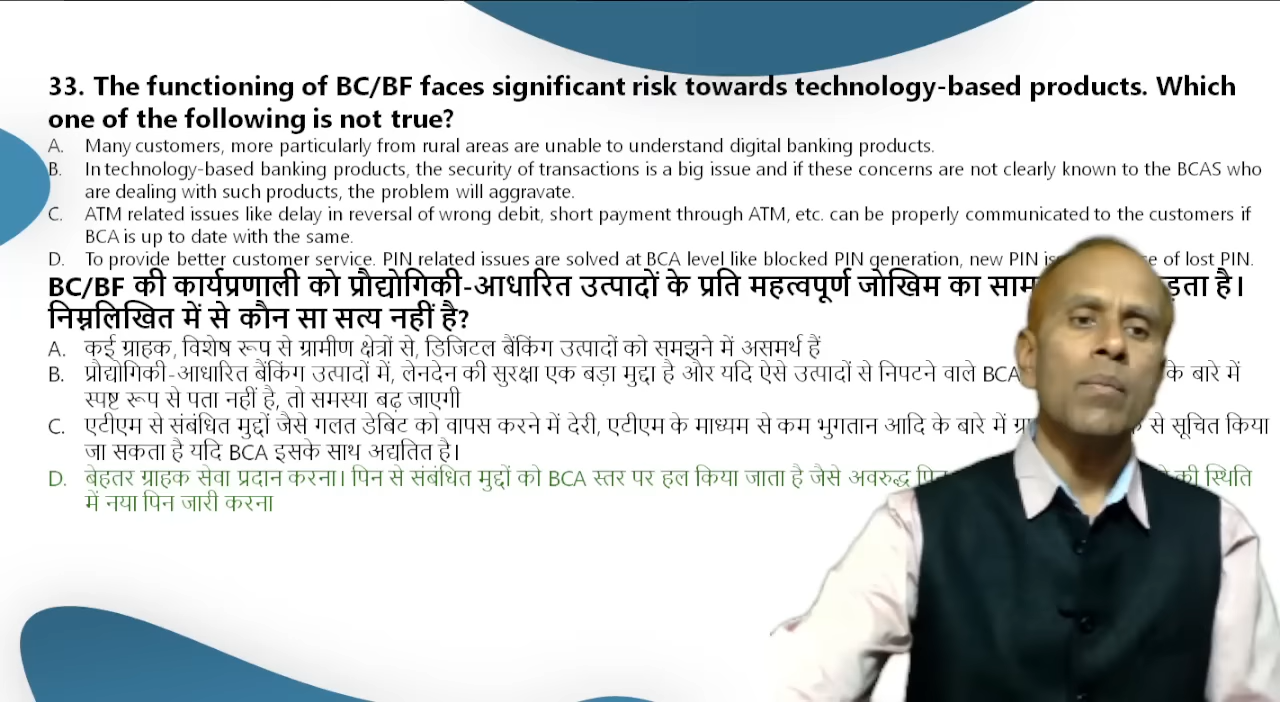 33. The functioning of BC/BF faces significant risk towards technology-based products. Which
one of the following is not true?
A. Many customers, more particularly from rural areas are unable to understand digital banking products.
B. In technology-based banking products, the security of transactions is a big issue and if these concerns are not clearly known to the BCAS who
are dealing with such products, the problem will aggravate.
C. ATM related issues like delay in reversal of wrong debit, short payment through ATM, etc. can be properly communicated to the customers if
BCA is up to date with the same.
D. To provide better customer service. PIN related issues are solved at BCA level like blocked PIN generation, new PIN of lost PIN.
BC/BF की कार्यप्रणाली को प्रौद्योगिकी-आधारित उत्पादों के प्रति महत्वपूर्ण जोखिम का है।
निम्नलिखित में से कौन सा सत्य नहीं है?
A. कई ग्राहक, विशेष रूप से ग्रामीण क्षेत्रों से, डिजिटल बैंकिंग उत्पादों को समझने में असमर्थ हैं
B. प्रौद्योगिकी-आधारित बैंकिंग उत्पादों में, लेनदेन की सुरक्षा एक बड़ा मुद्दा है और यदि ऐसे उत्पादों से निपटने वाले BCA के बारे में
स्पष्ट रूप से पता नहीं है, तो समस्या बढ़ जाएगी
C. एटीएम से संबंधित मुद्दों जैसे गलत डेबिट को वापस करने में देरी, एटीएम के माध्यम से कम भुगतान आदि के बारे में से सूचित किया
जा सकता है यदि BCA इसके साथ अद्यतित है।
D. बेहतर ग्राहक सेवा प्रदान करना। पिन से संबंधित मुद्दों को BCA स्तर पर हल किया जाता है जैसे अवरुद्ध की स्थिति
में नया पिन जारी करना